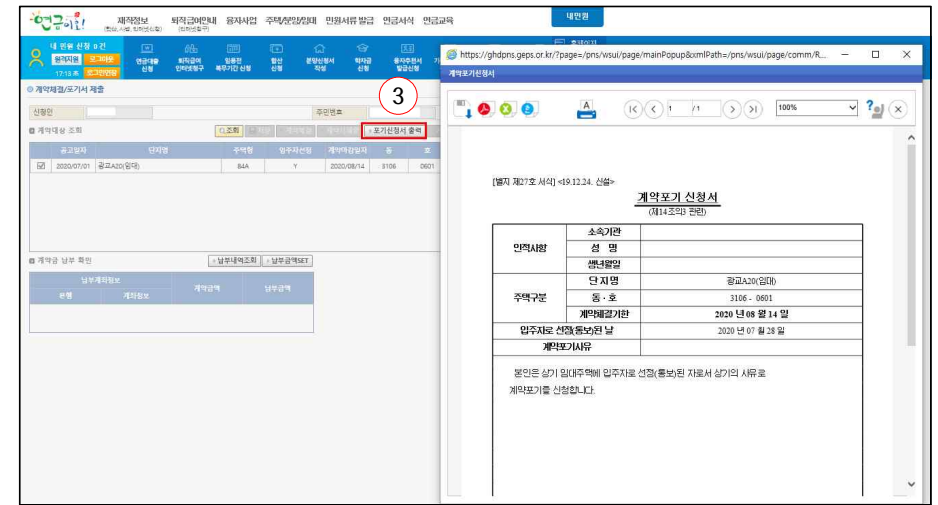 연금이지!
재정정보 퇴직급여안내 융자사업 주택/분양/임대 민원서류 발급 연금서식 연금교육
내민원
내 민원 신청 0건
원격지원 로그아웃
17:13 초 로그인연장
연금대출 신청
퇴직급여 인터넷청구
임용전 복무기간 신청
합산 신청
분양신청서 작성
학자금 신청
융자추천서 발급신청
계약체결/포기서 제출
③
신청인 주민번호
계약대상 조회
조회
포기신청서 출력
공고일자 단지명 주택형 입주자선정 계약마감일자 동 호
2020/07/01 광교A20(임대) 84A Y 2020/08/14 3106 0601
계약금 납부 확인
납부내역조회 납부금액SET
납부계좌정보 계약금액 납부금액
은행 계좌정보
https://ghdpns.geps.or.kr/?page=/pns/wsui/page/mainPopup&xmlPath=/pns/wsui/page/comm/R...
계약포기신청서
1 /1 100%
[별지 제27호 서식] <19.12.24. 신설>
계약포기 신청서
(제14조의3 관련)
인적사항
소속기관
성 명
생년월일
주택구분
단 지 명 광교A20(임대)
동 · 호 3106 - 0601
계약체결기한 2020 년 08 월 14 일
입주자로 선정(통보)된 날 2020 년 07 월 28 일
계약포기사유
본인은 상기 임대주택에 입주자로 선정(통보)된 자로서 상기의 사유로
계약포기를 신청합니다.